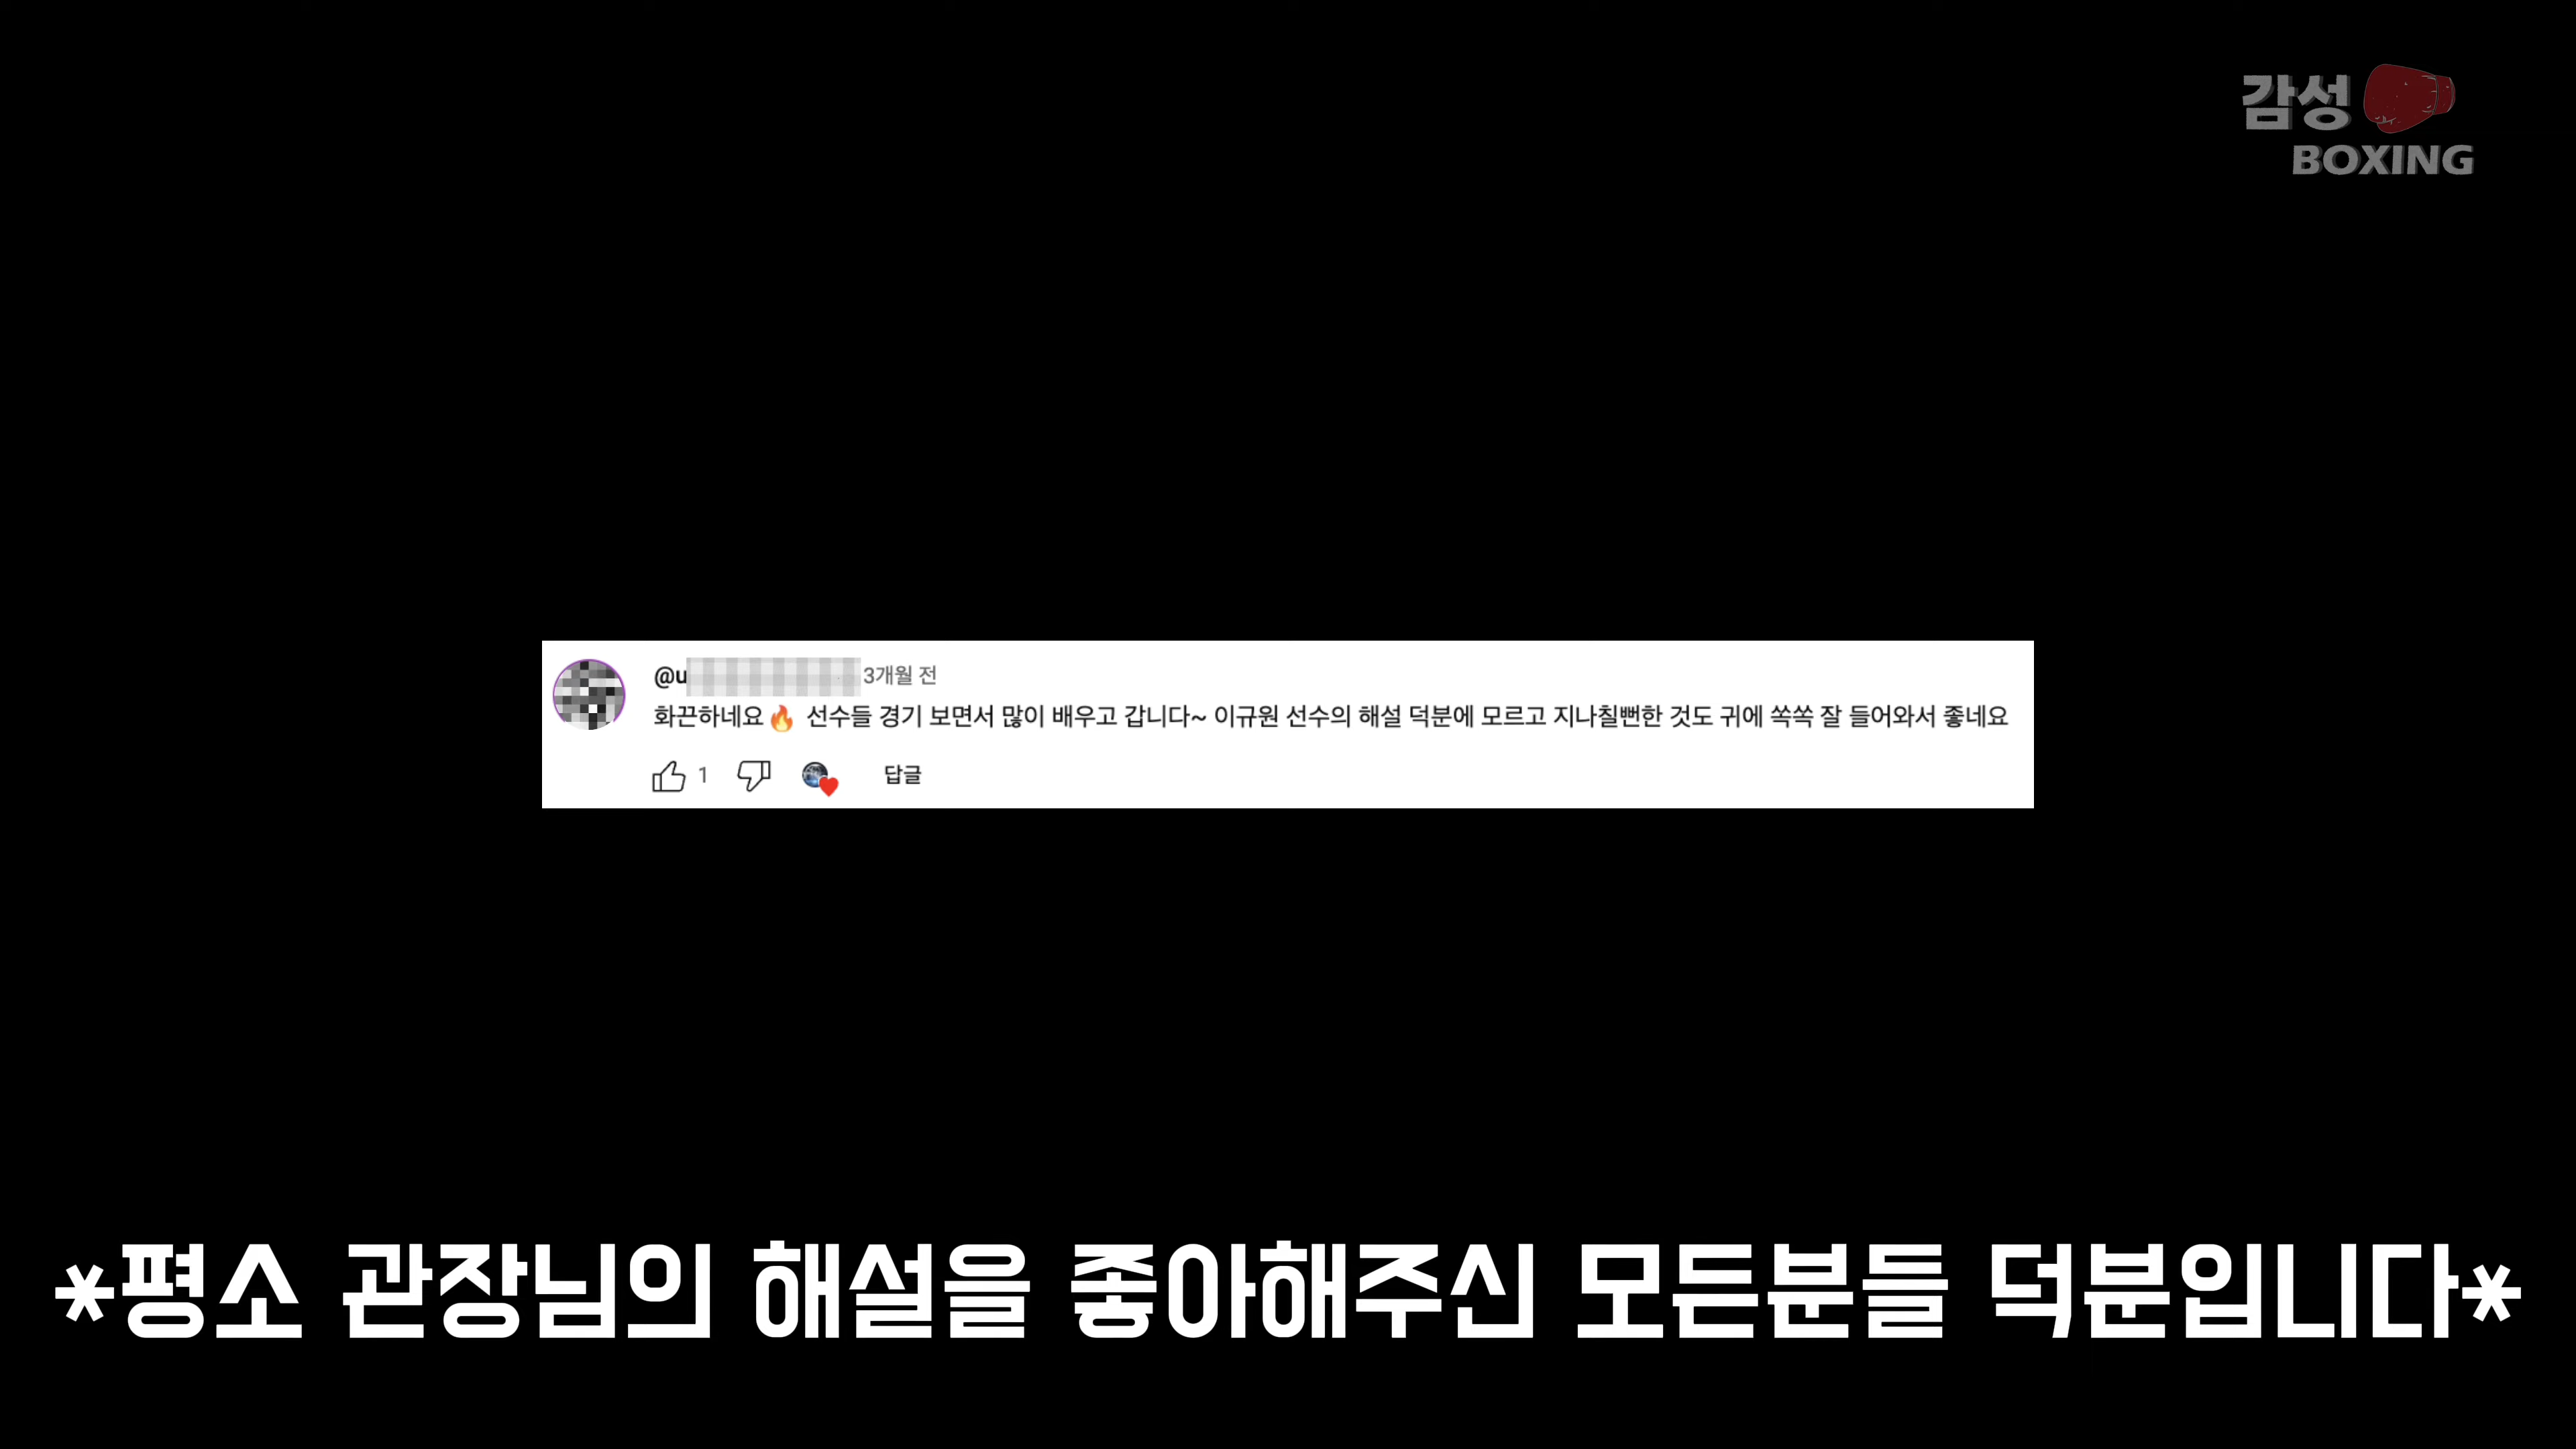 감성
BOXING
@u 3개월 전
화끈하네요🔥 선수들 경기 보면서 많이 배우고 갑니다~ 이규원 선수의 해설 덕분에 모르고 지나칠뻔한 것도 귀에 쏙쏙 잘 들어와서 좋네요
1 답글
*평소 관장님의 해설을 좋아해주신 모든분들 덕분입니다*